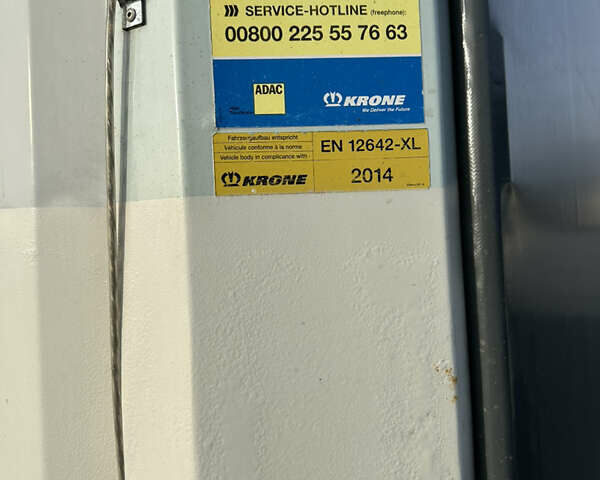 ))) SERVICE-HOTLINE (freephone):
00800 225 55 76 63
ADAC
KRONE
We Deliver the Future
Fahrzeugaufbau entspricht
Véhicule conforme à la norme
Vehicle body in compliance with
EN 12642-XL
KRONE
2014